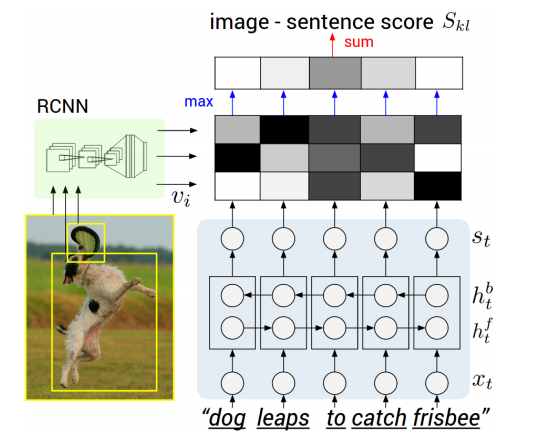 image - sentence score S_{kl}
sum
max
RCNN
v_i
s_t
h_t^b
h_t^f
x_t
“dog leaps to catch frisbee”